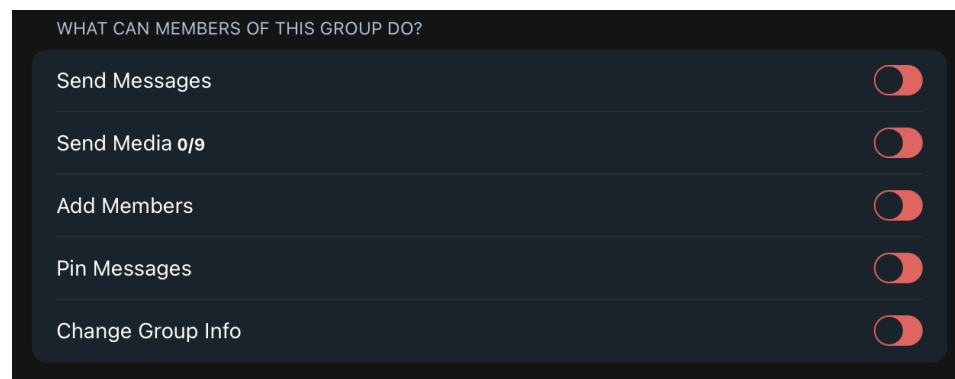 WHAT CAN MEMBERS OF THIS GROUP DO?
Send Messages
Send Media 0/9
Add Members
Pin Messages
Change Group Info